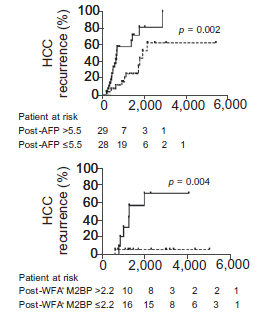 HCC
recurrence (%)
100
80
60
40
20
0
p = 0.002
0 2,000 4,000 6,000
Patient at risk
Post-AFP >5.5 29 7 3 1
Post-AFP ≤5.5 28 19 6 2 1
HCC
recurrence (%)
100
80
60
40
20
0
p = 0.004
0 2,000 4,000 6,000
Patient at risk
Post-WFA⁺M2BP >2.2 10 8 3 2 2 1
Post-WFA⁺M2BP ≤2.2 16 15 8 6 3 1